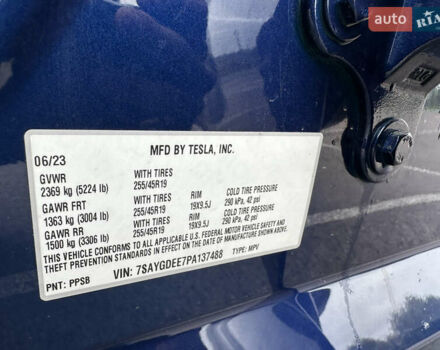 auto RIA
MFD BY TESLA, INC.
06/23
GVWR WITH TIRES
2369 kg (5224 lb) 255/45R19
GAWR FRT WITH TIRES RIM COLD TIRE PRESSURE
1363 kg (3004 lb) 255/45R19 19X9.5J 290 kPa, 42 psi
GAWR RR WITH TIRES RIM COLD TIRE PRESSURE
1500 kg (3306 lb) 255/45R19 19X9.5J 290 kPa, 42 psi
THIS VEHICLE CONFORMS TO ALL APPLICABLE U.S. FEDERAL MOTOR VEHICLE SAFETY AND
THEFT PREVENTION STANDARDS IN EFFECT ON THE DATE OF MANUFACTURE SHOWN ABOVE.
PNT: PPSB VIN: 7SAYGDEE7PA137488 TYPE: MPV